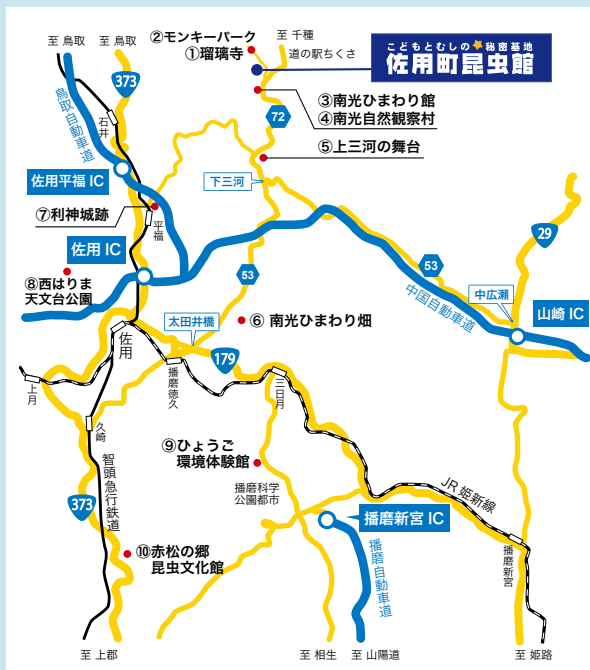 至 鳥取
至 鳥取
②モンキーパーク
①瑠璃寺
至 千種
道の駅ちくさ
こどもとむしの★秘密基地
佐用町昆虫館
373
鳥取自動車道
石井
③南光ひまわり館
④南光自然観察村
72
⑤上三河の舞台
佐用平福 IC
下三河
⑦利神城跡
平福
29
佐用 IC
53
53
⑧西はりま
天文台公園
中国自動車道
中広瀬
山崎 IC
太田井橋
⑥ 南光ひまわり畑
佐用
179
上月
播磨徳久
三日月
久崎
⑨ひょうご
環境体験館
智頭急行鉄道
播磨科学
公園都市
JR 姫新線
373
播磨新宮 IC
播磨自動車道
播磨新宮
⑩赤松の郷
昆虫文化館
至 上郡
至 相生
至 山陽道
至 姫路